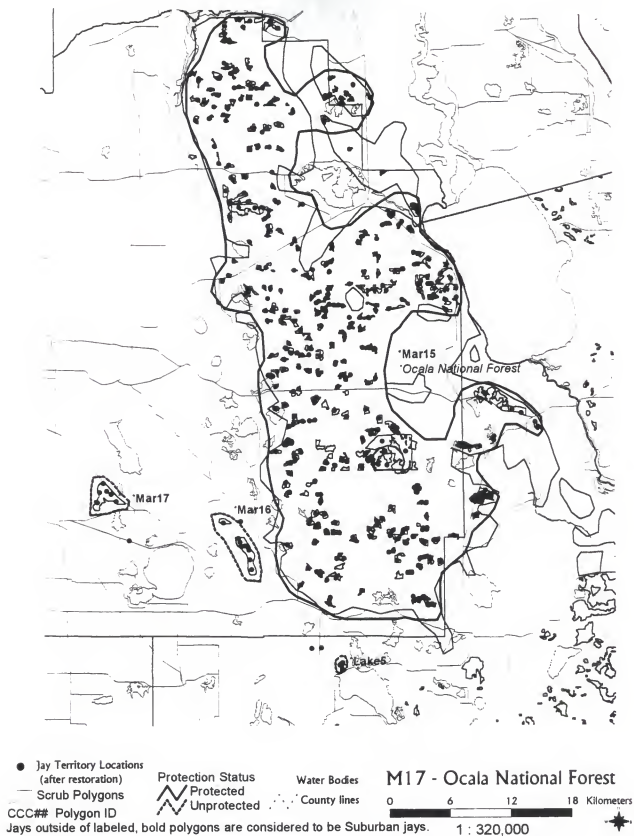 *Mar15
*Ocala National Forest
*Mar17
*Mar16
*Lake5
Jay Territory Locations
(after restoration)
Scrub Polygons
CCC## Polygon ID
Protection Status
Protected
Unprotected
Water Bodies
County lines
M17 - Ocala National Forest
0 6 12 18 Kilometers
1 : 320,000
Jays outside of labeled, bold polygons are considered to be Suburban jays.